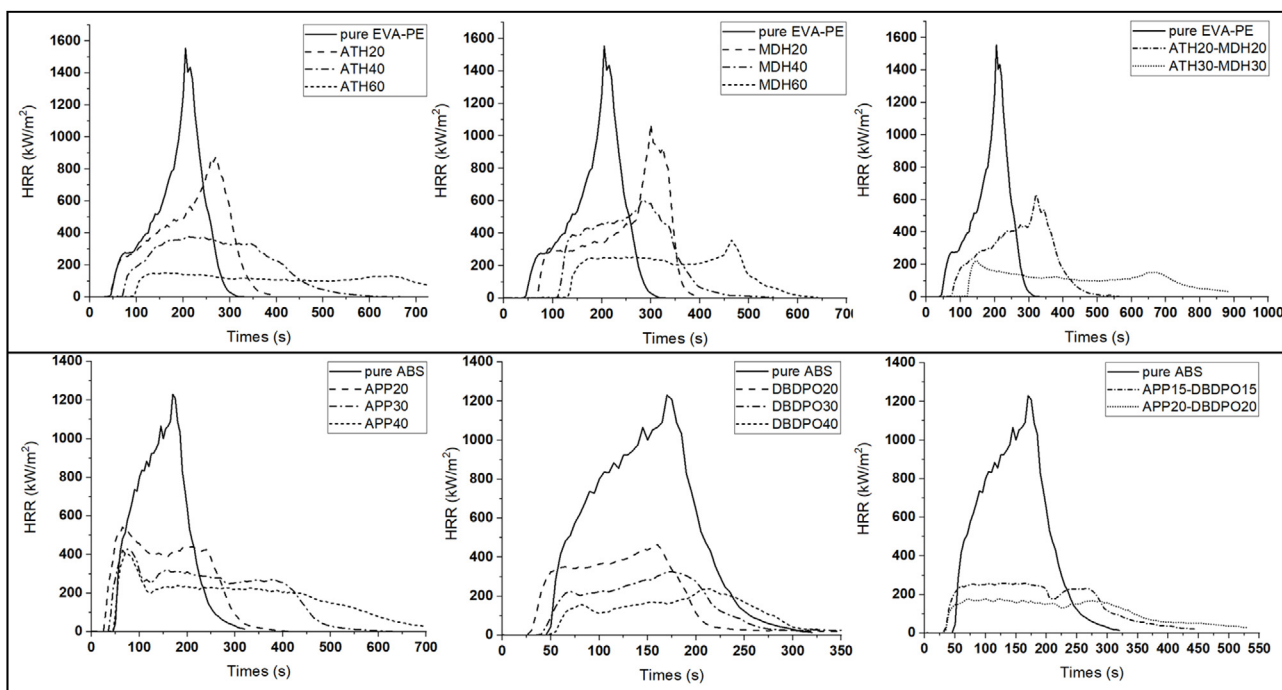 pure EVA-PE
ATH20
ATH40
ATH60
HRR (kW/m²)
1600
1400
1200
1000
800
600
400
200
0
0 100 200 300 400 500 600 700
Times (s)
pure EVA-PE
MDH20
MDH40
MDH60
HRR (kW/m²)
1600
1400
1200
1000
800
600
400
200
0
0 100 200 300 400 500 600 700
Times (s)
pure EVA-PE
ATH20-MDH20
ATH30-MDH30
HRR (kW/m²)
1600
1400
1200
1000
800
600
400
200
0
0 100 200 300 400 500 600 700 800 900 1000
Times (s)
pure ABS
APP20
APP30
APP40
HRR (kW/m²)
1400
1200
1000
800
600
400
200
0
0 100 200 300 400 500 600 700
Times (s)
pure ABS
DBDPO20
DBDPO30
DBDPO40
HRR (kW/m²)
1400
1200
1000
800
600
400
200
0
0 50 100 150 200 250 300 350
Times (s)
pure ABS
APP15-DBDPO15
APP20-DBDPO20
HRR (kW/m²)
1400
1200
1000
800
600
400
200
0
0 50 100 150 200 250 300 350 400 450 500 550
Times (s)